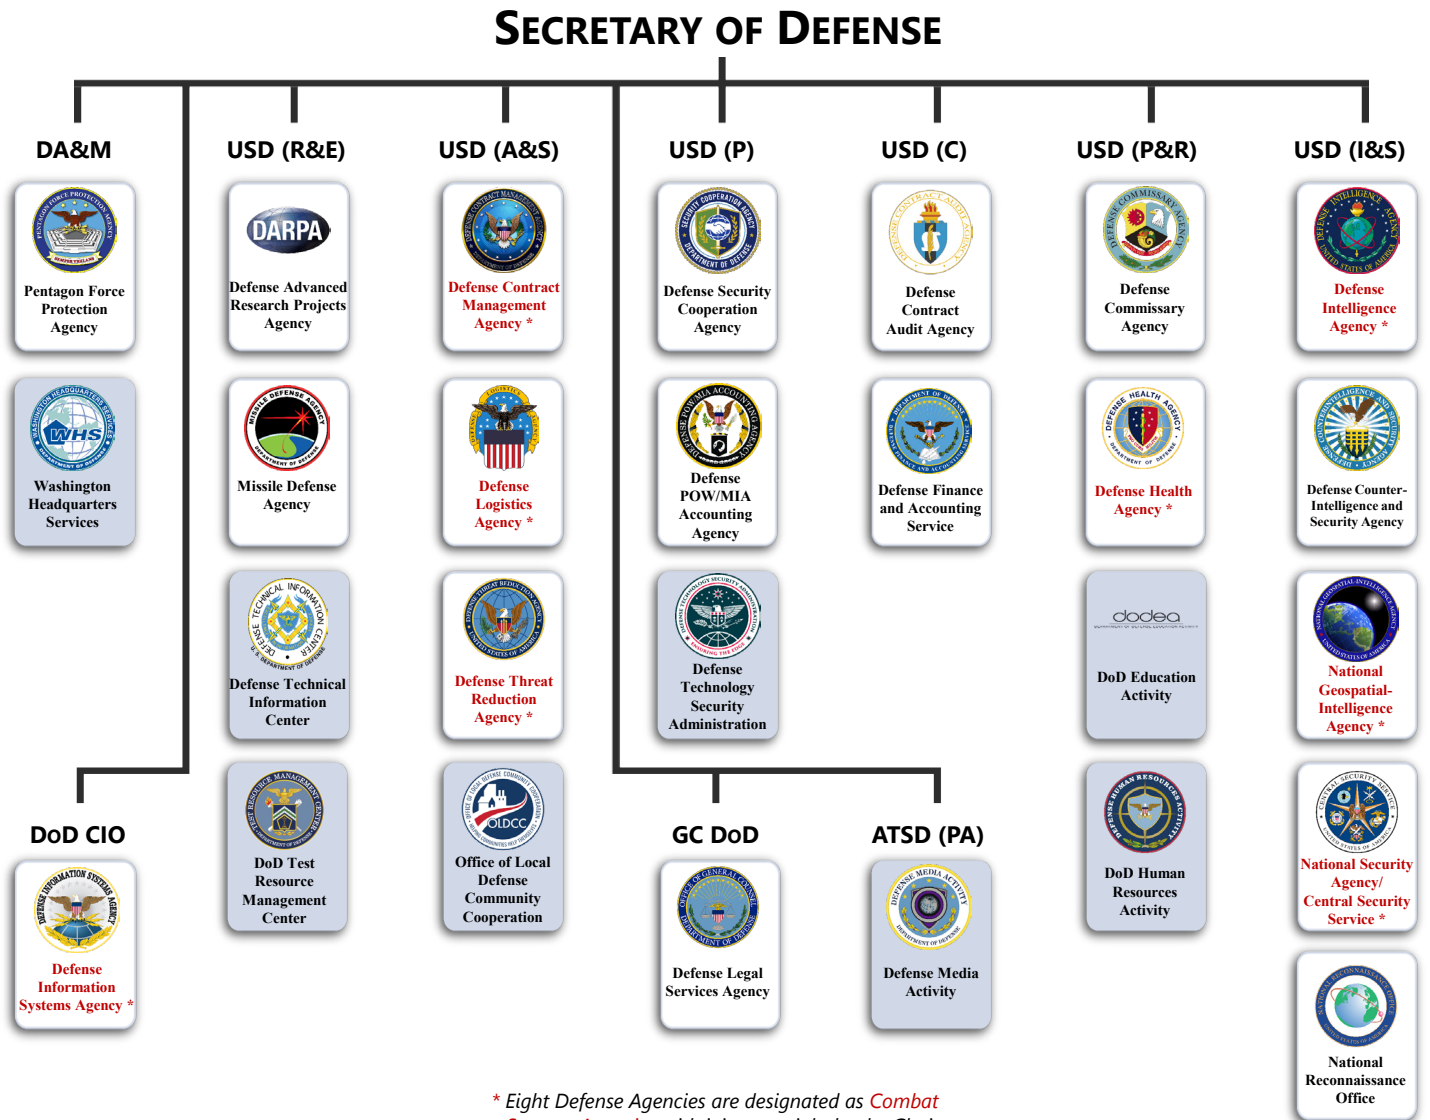 SECRETARY OF DEFENSE
DA&M
USD (R&E)
USD (A&S)
USD (P)
USD (C)
USD (P&R)
USD (I&S)
Pentagon Force
Protection
Agency
DARPA
Defense Advanced
Research Projects
Agency
Defense Contract
Management
Agency *
Defense Security
Cooperation
Agency
Defense
Contract
Audit Agency
Defense
Commissary
Agency
Defense
Intelligence
Agency *
WHS
Washington
Headquarters
Services
Missile Defense
Agency
Defense
Logistics
Agency *
Defense
POW/MIA
Accounting
Agency
Defense Finance
and Accounting
Service
Defense Health
Agency *
Defense Counter-
Intelligence and
Security Agency
Defense Technical
Information
Center
Defense Threat
Reduction
Agency *
Defense
Technology
Security
Administration
dodea
DoD Education
Activity
National
Geospatial-
Intelligence
Agency *
DoD Test
Resource
Management
Center
OLDCC
Office of Local
Defense
Community
Cooperation
DoD Human
Resources
Activity
National Security
Agency/
Central Security
Service *
DoD CIO
GC DoD
ATSD (PA)
Defense
Information
Systems Agency *
Defense Legal
Services Agency
Defense Media
Activity
National
Reconnaissance
Office
* Eight Defense Agencies are designated as Combat